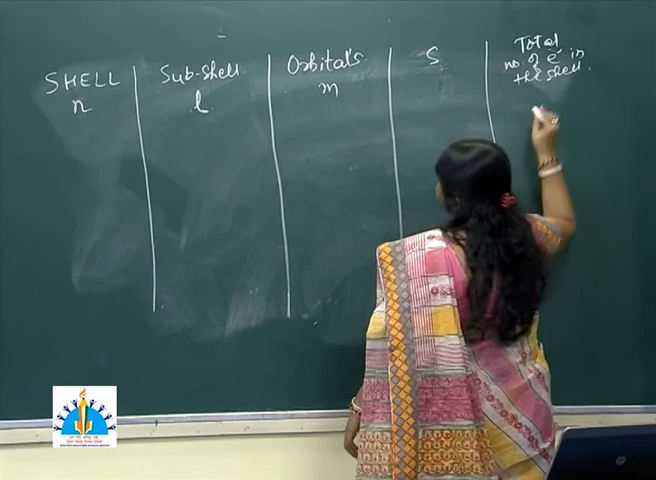 SHELL
n
Sub-shell
l
Orbitals
m
S
Total
no. of e⁻ in
the shell.